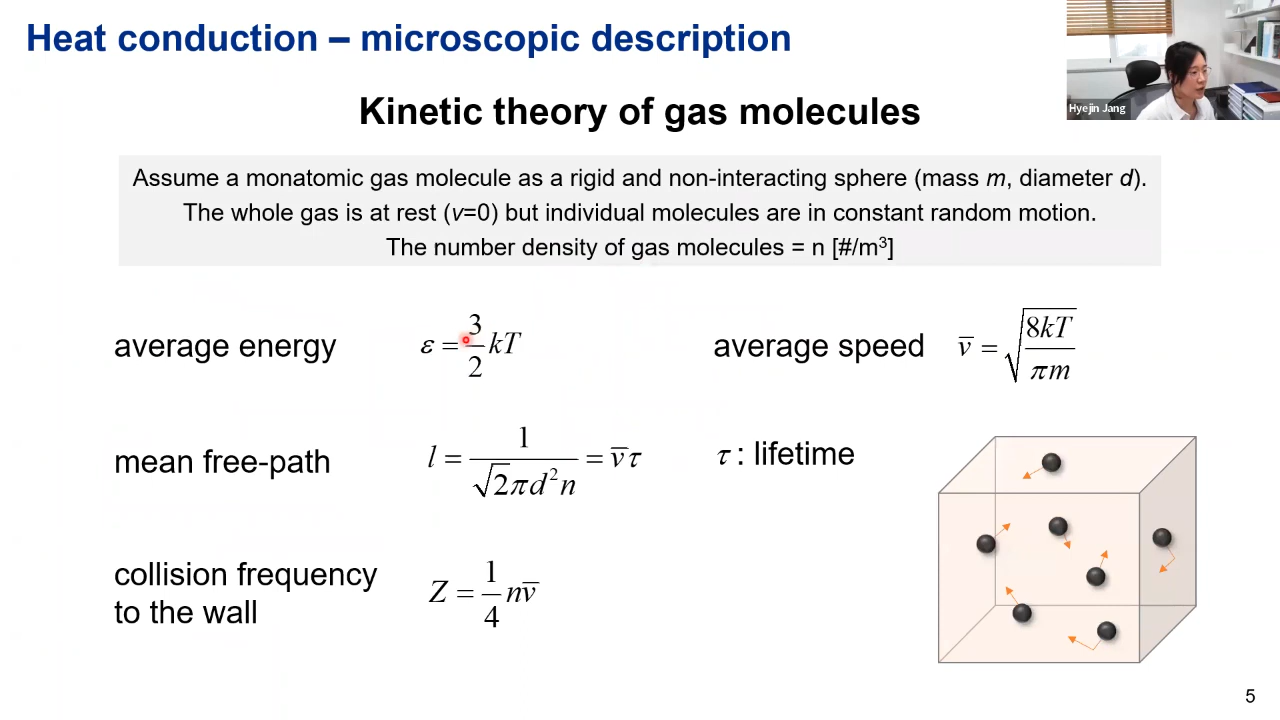 Heat conduction – microscopic description
Hyejin Jang
Kinetic theory of gas molecules
Assume a monatomic gas molecule as a rigid and non-interacting sphere (mass m, diameter d).
The whole gas is at rest (v=0) but individual molecules are in constant random motion.
The number density of gas molecules = n [#/m³]
average energy ε = 3/2 kT
average speed v̅ = √(8kT/πm)
mean free-path l = 1/(√2πd²n) = v̅τ
τ : lifetime
collision frequency
to the wall
Z = 1/4 nv̅
5